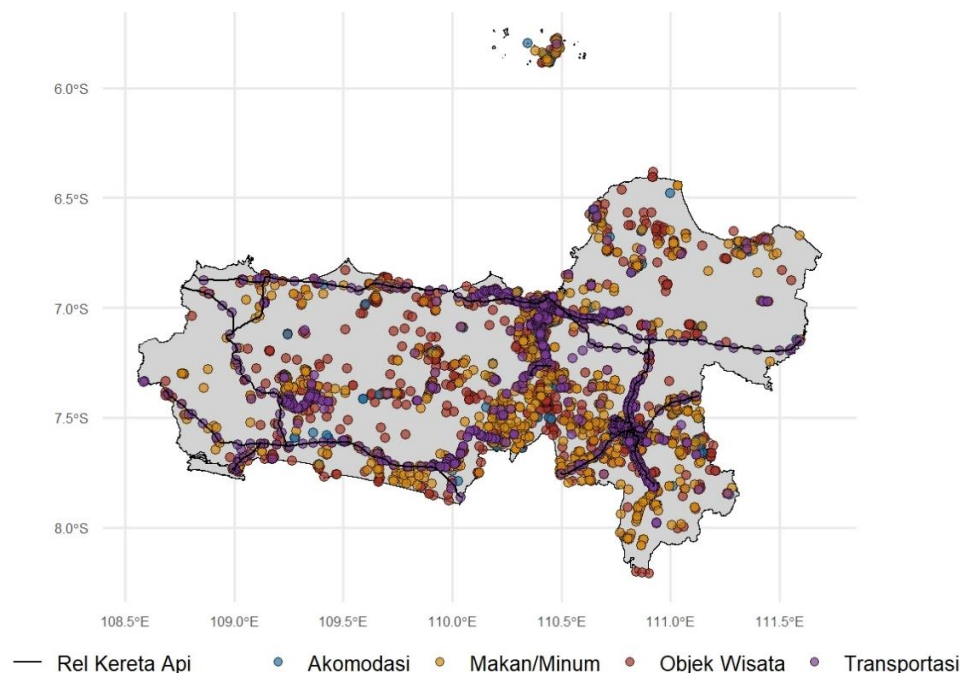 6.0°S
6.5°S
7.0°S
7.5°S
8.0°S
108.5°E 109.0°E 109.5°E 110.0°E 110.5°E 111.0°E 111.5°E
Rel Kereta Api Akomodasi Makan/Minum Objek Wisata Transportasi